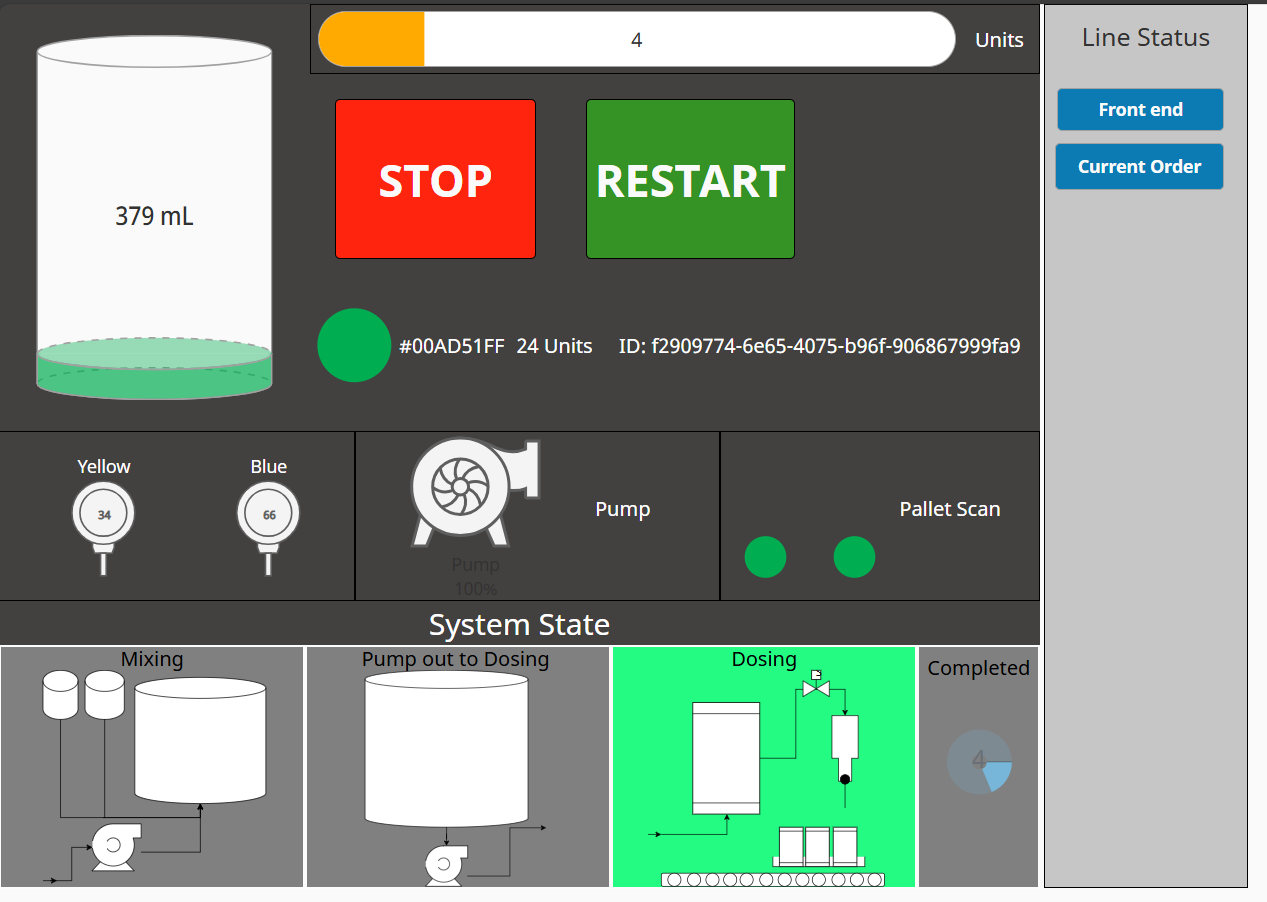 4
Units
Line Status
Front end
Current Order
379 mL
STOP
RESTART
#00AD51FF 24 Units ID: f2909774-6e65-4075-b96f-906867999fa9
Yellow
Blue
34
66
Pump
Pump
100%
Pallet Scan
System State
Mixing
Pump out to Dosing
Dosing
Completed
4